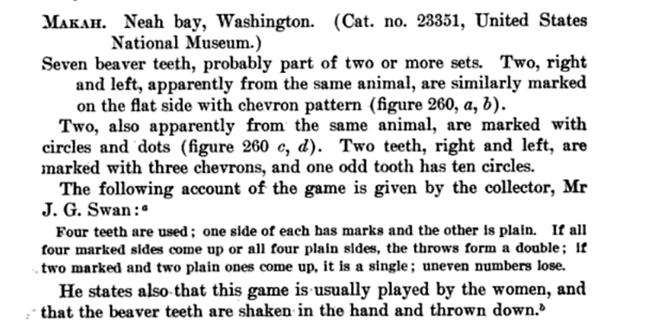 MAKAH. Neah bay, Washington. (Cat. no. 23351, United States
National Museum.)
Seven beaver teeth, probably part of two or more sets. Two, right
and left, apparently from the same animal, are similarly marked
on the flat side with chevron pattern (figure 260, a, b).
Two, also apparently from the same animal, are marked with
circles and dots (figure 260 c, d). Two teeth, right and left, are
marked with three chevrons, and one odd tooth has ten circles.
The following account of the game is given by the collector, Mr
J. G. Swan:ᵃ
Four teeth are used; one side of each has marks and the other is plain. If all
four marked sides come up or all four plain sides, the throws form a double; if
two marked and two plain ones come up, it is a single; uneven numbers lose.
He states also that this game is usually played by the women, and
that the beaver teeth are shaken in the hand and thrown down.ᵇ